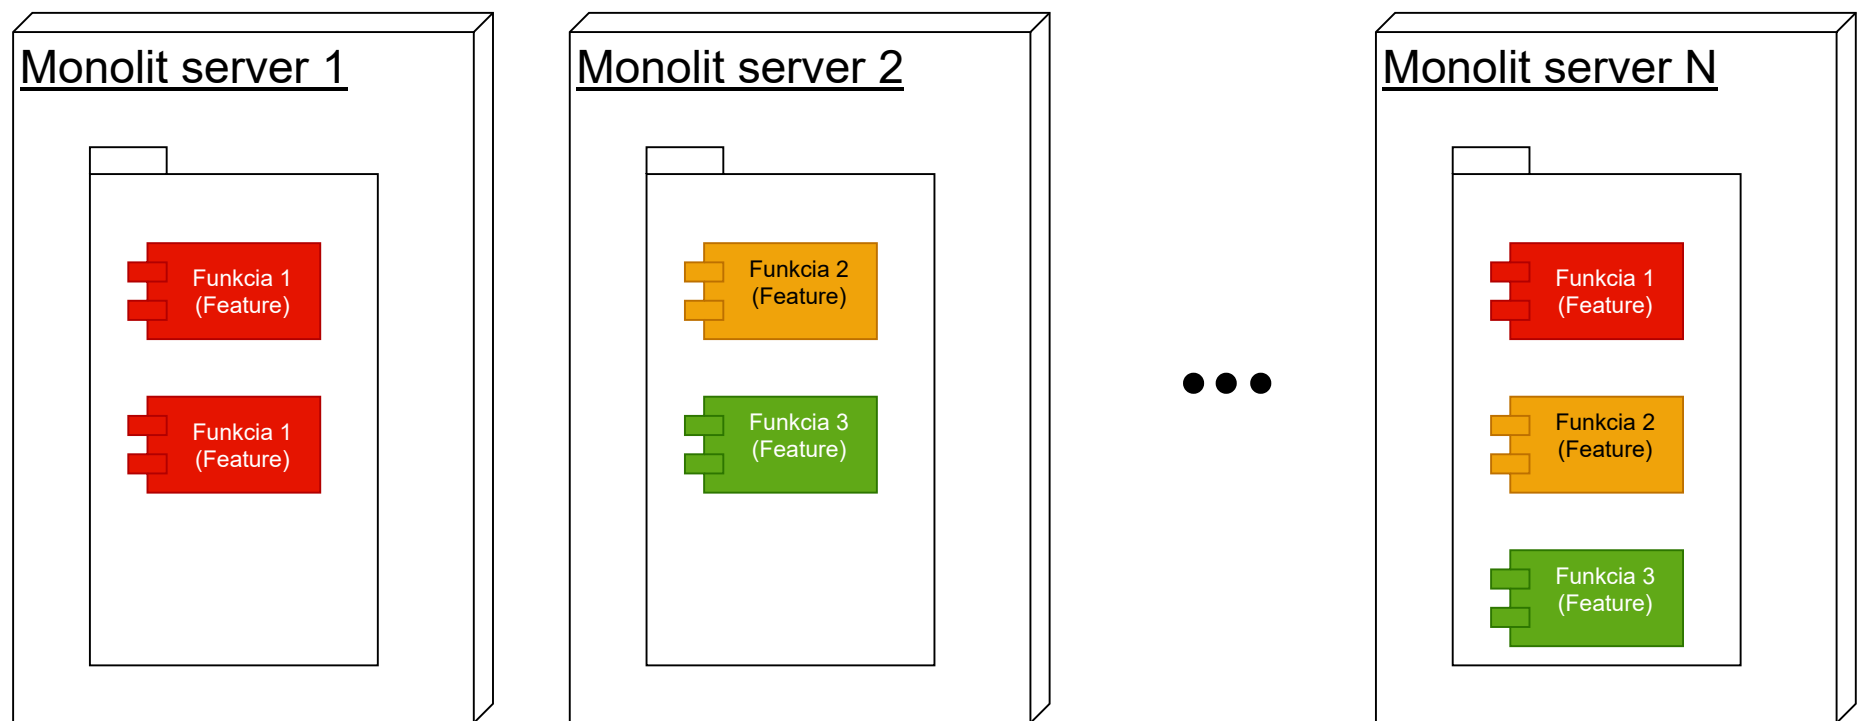 Monolit server 1
Funkcia 1
(Feature)
Funkcia 1
(Feature)
Monolit server 2
Funkcia 2
(Feature)
Funkcia 3
(Feature)
Monolit server N
Funkcia 1
(Feature)
Funkcia 2
(Feature)
Funkcia 3
(Feature)